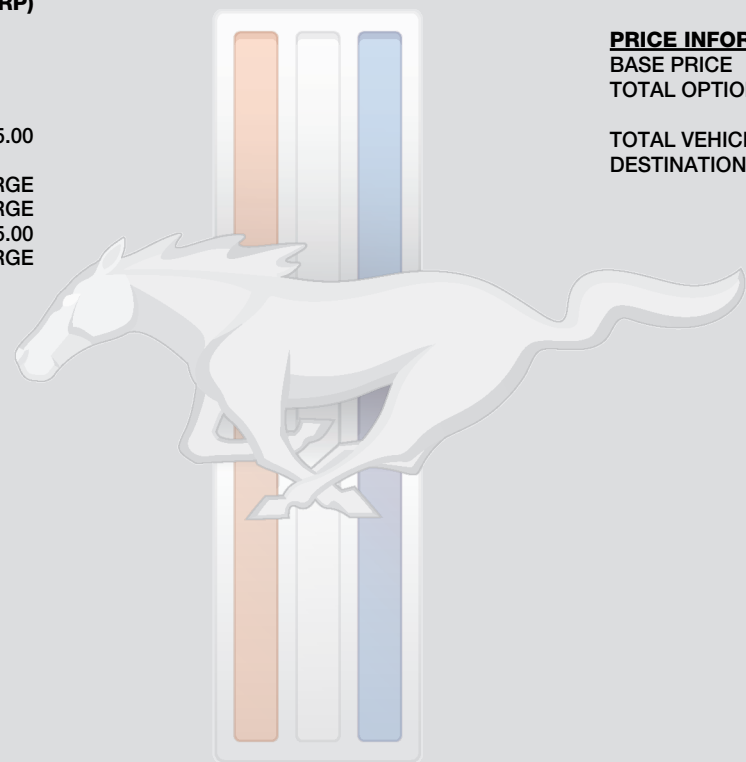 RP)
5.00
RGE
RGE
5.00
RGE
PRICE INFOR
BASE PRICE
TOTAL OPTIO
TOTAL VEHICL
DESTINATION